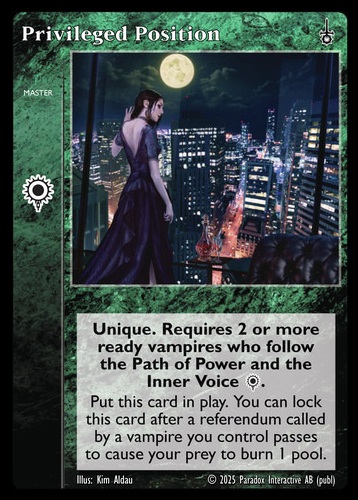 Privileged Position
MASTER
Unique. Requires 2 or more
ready vampires who follow
the Path of Power and the
Inner Voice .
Put this card in play. You can lock
this card after a referendum called
by a vampire you control passes
to cause your prey to burn 1 pool.
Illus: Kim Aldau © 2025 Paradox Interactive AB (publ)